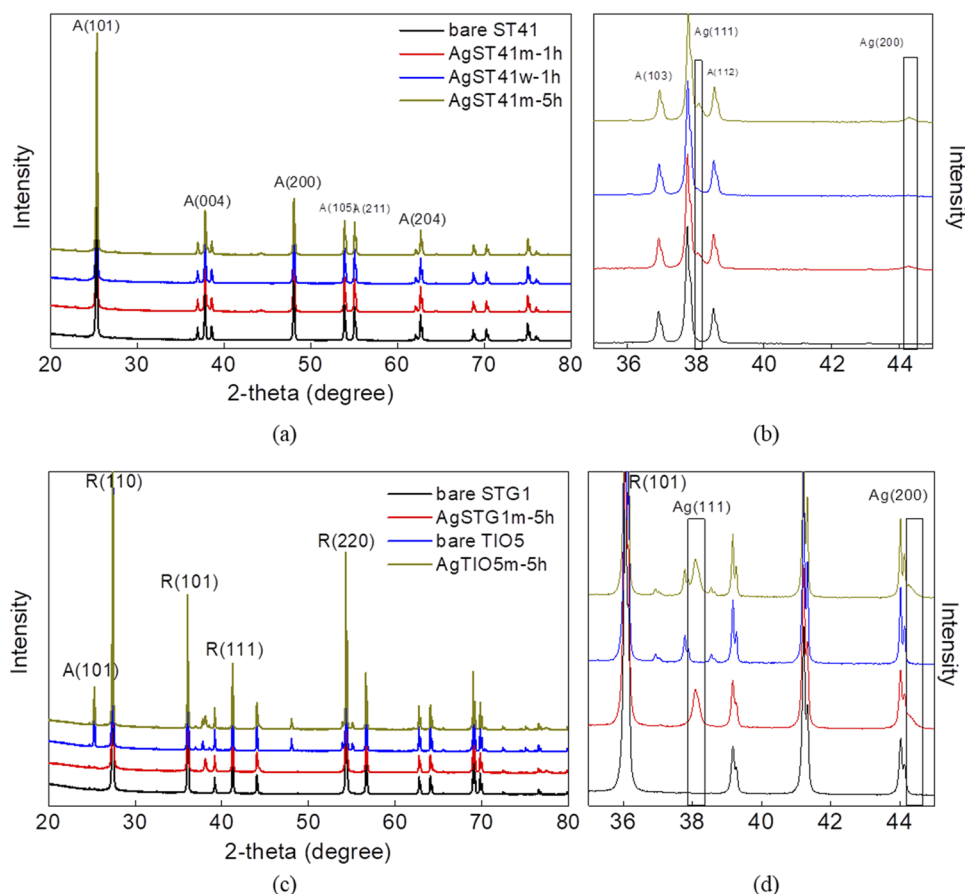 A(101)
bare ST41
AgST41m-1h
AgST41w-1h
AgST41m-5h
A(004)
A(200)
A(105)
A(211)
A(204)
Intensity
20 30 40 50 60 70 80
2-theta (degree)
(a)
Ag(111)
Ag(200)
A(103)
A(112)
Intensity
36 38 40 42 44
(b)
R(110)
bare STG1
AgSTG1m-5h
bare TIO5
AgTIO5m-5h
R(220)
R(101)
R(111)
A(101)
Intensity
20 30 40 50 60 70 80
2-theta (degree)
(c)
R(101)
Ag(111)
Ag(200)
Intensity
36 38 40 42 44
(d)